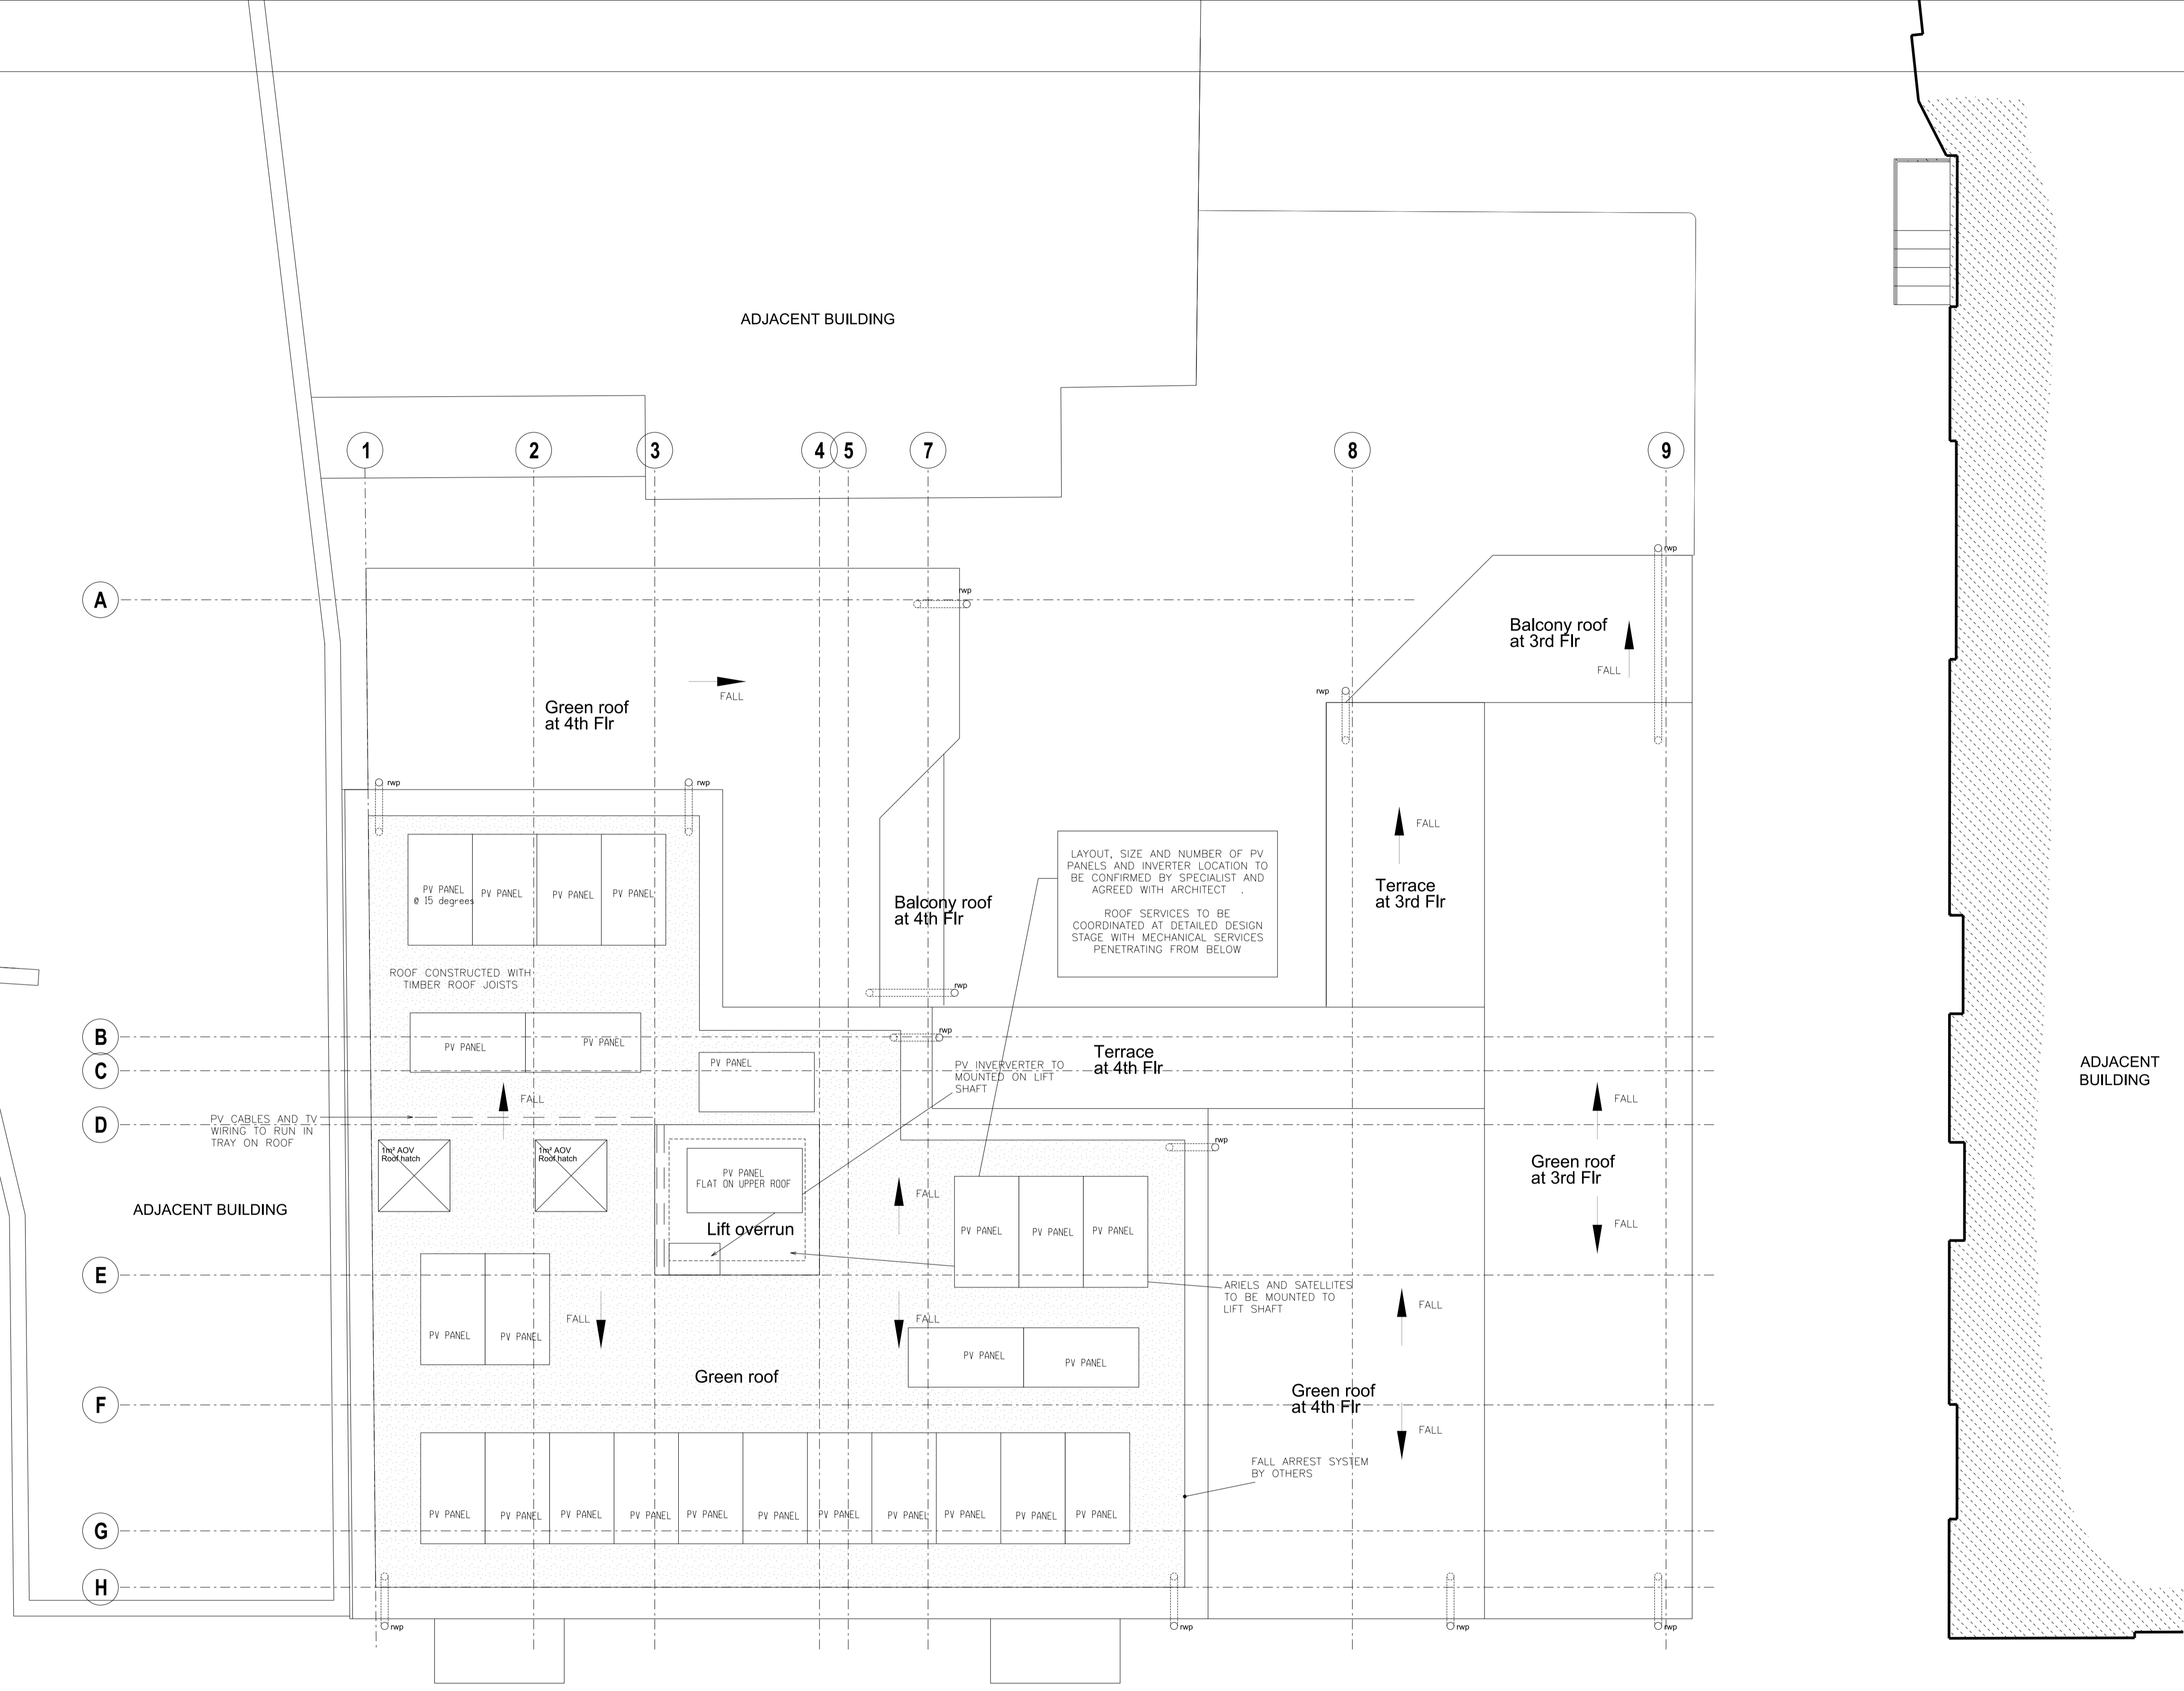 ADJACENT BUILDING
1
2
3
4
5
7
8
9
rwp
A
rwp
Balcony roof
at 3rd Flr
FALL
FALL
rwp
Green roof
at 4th Flr
rwp
rwp
FALL
LAYOUT, SIZE AND NUMBER OF PV
PANELS AND INVERTER LOCATION TO
BE CONFIRMED BY SPECIALIST AND
AGREED WITH ARCHITECT .
ROOF SERVICES TO BE
COORDINATED AT DETAILED DESIGN
STAGE WITH MECHANICAL SERVICES
PENETRATING FROM BELOW
PV PANEL
@ 15 degrees
PV PANEL
PV PANEL
PV PANEL
Balcony roof
at 4th Flr
Terrace
at 3rd Flr
ROOF CONSTRUCTED WITH
TIMBER ROOF JOISTS
rwp
B
rwp
PV PANEL
PV PANEL
C
PV PANEL
PV INVERVERTER TO
MOUNTED ON LIFT
SHAFT
Terrace
at 4th Flr
ADJACENT
BUILDING
FALL
FALL
PV CABLES AND TV
WIRING TO RUN IN
TRAY ON ROOF
D
1m² AOV
Roof hatch
1m² AOV
Roof hatch
rwp
PV PANEL
FLAT ON UPPER ROOF
Green roof
at 3rd Flr
FALL
ADJACENT BUILDING
Lift overrun
PV PANEL
PV PANEL
PV PANEL
FALL
E
ARIELS AND SATELLITES
TO BE MOUNTED TO
LIFT SHAFT
FALL
FALL
FALL
PV PANEL
PV PANEL
PV PANEL
PV PANEL
Green roof
Green roof
at 4th Flr
F
FALL
FALL ARREST SYSTEM
BY OTHERS
PV PANEL
PV PANEL
PV PANEL
PV PANEL
PV PANEL
PV PANEL
PV PANEL
PV PANEL
PV PANEL
PV PANEL
PV PANEL
G
H
rwp
rwp
rwp
rwp